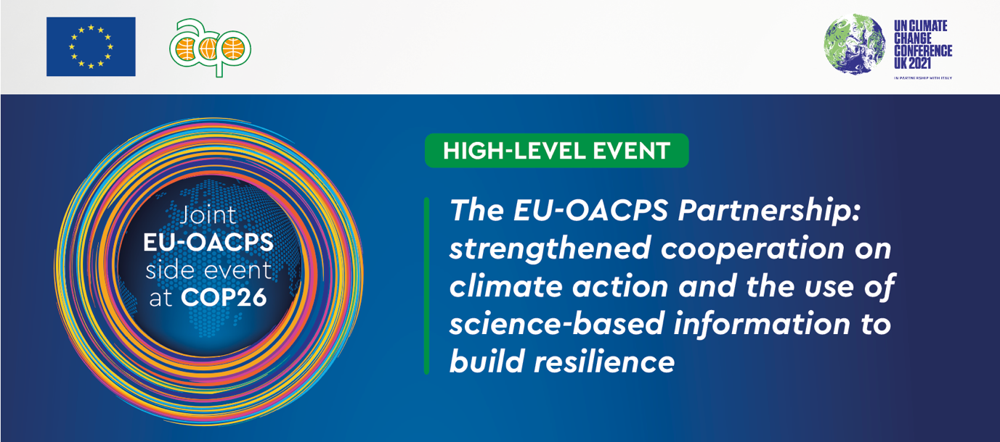 acp
UN CLIMATE
CHANGE
CONFERENCE
UK 2021
IN PARTNERSHIP WITH ITALY
Joint
EU-OACPS
side event
at COP26
HIGH-LEVEL EVENT
The EU-OACPS Partnership:
strengthened cooperation on
climate action and the use of
science-based information to
build resilience